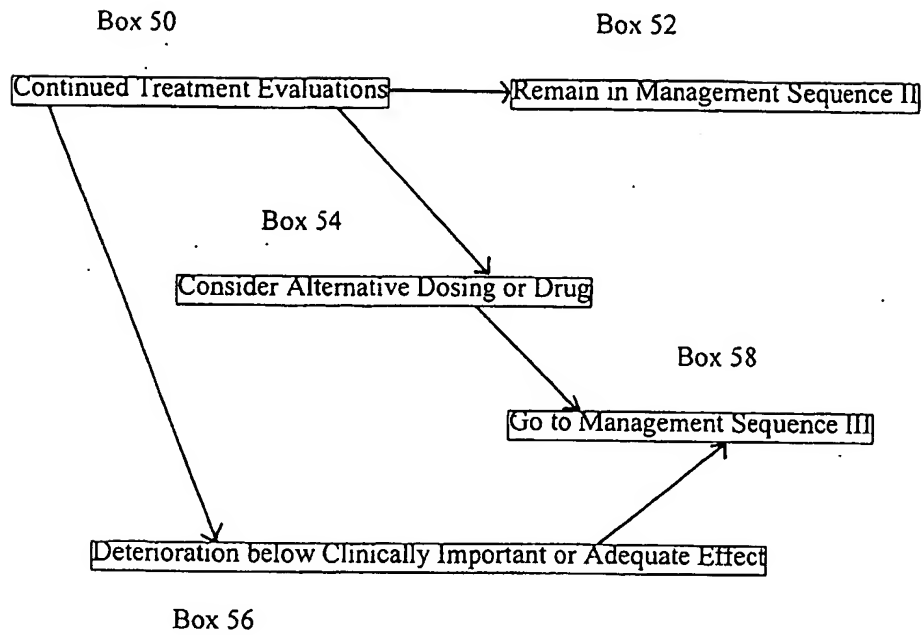 Box 50
Box 52
Continued Treatment Evaluations
Remain in Management Sequence II
Box 54
Consider Alternative Dosing or Drug
Box 58
Go to Management Sequence III
Deterioration below Clinically Important or Adequate Effect
Box 56